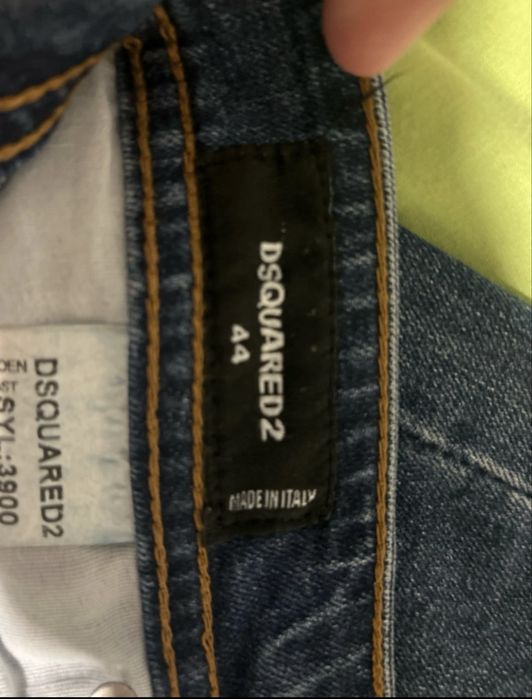 DSQUARED2
44
MADE IN ITALY
DSQUARED2
SYL:3900